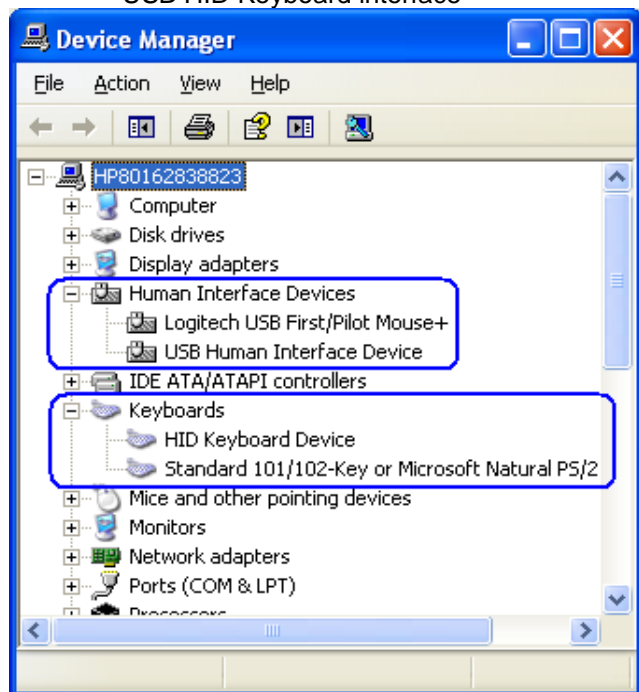 USB HID Keyboard interface
Device Manager
File Action View Help
HP80162838823
Computer
Disk drives
Display adapters
Human Interface Devices
Logitech USB First/Pilot Mouse+
USB Human Interface Device
IDE ATA/ATAPI controllers
Keyboards
HID Keyboard Device
Standard 101/102-Key or Microsoft Natural PS/2
Mice and other pointing devices
Monitors
Network adapters
Ports (COM & LPT)
Processors